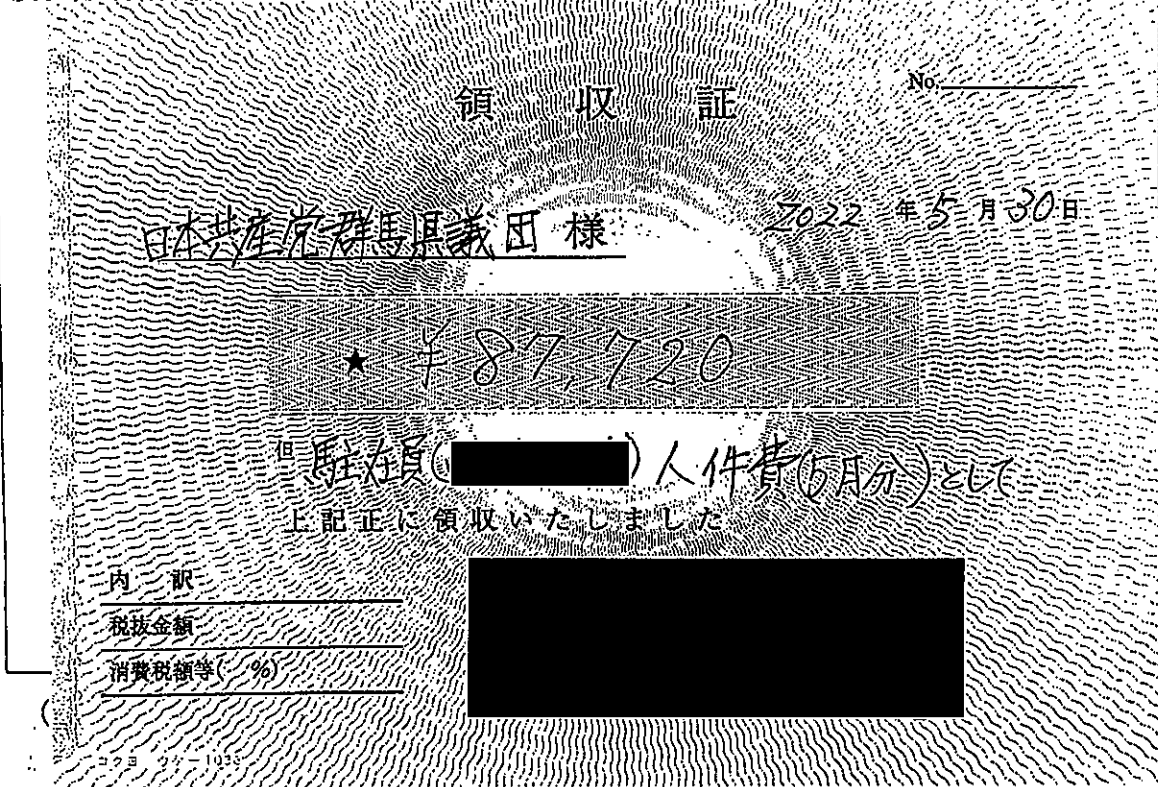 領 収 証
No.
2022 年 5 月 30 日
日本共産党群馬県議団 様
★ ¥87,720
但 駐在員( )人件費(5月分)として
上記正に領収いたしました
内 訳
税抜金額
消費税額等( %)
コクヨ ウケ-1033